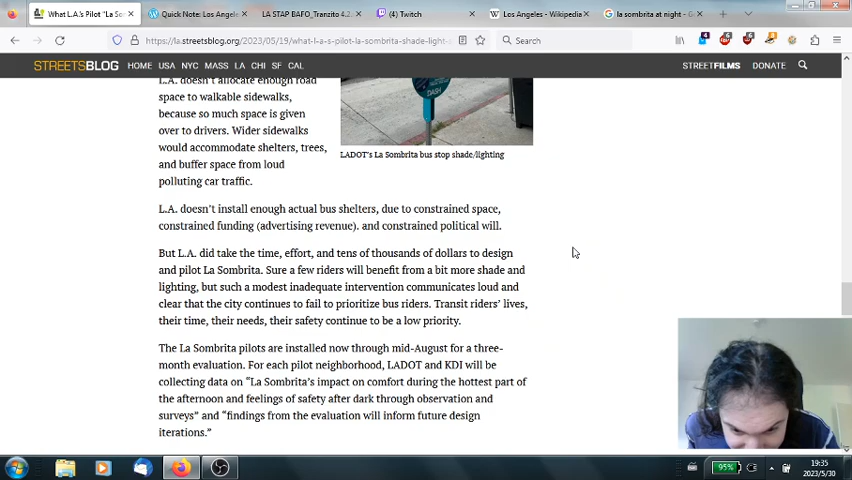 What L.A.'s Pilot "La So
Quick Note: Los Angele
LA STAP BAFO_Tranzito 4.2.
Twitch
Los Angeles - Wikipedia
la sombrita at night - G
https://la.streetsblog.org/2023/05/19/what-l-a-s-pilot-la-sombrita-shade-light-
Search
STREETSBLOG HOME USA NYC MASS LA CHI SF CAL STREETFILMS DONATE
L.A. doesn't allocate enough road
space to walkable sidewalks,
because so much space is given
over to drivers. Wider sidewalks
would accommodate shelters, trees,
and buffer space from loud
polluting car traffic.
DASH
LADOT's La Sombrita bus stop shade/lighting
L.A. doesn't install enough actual bus shelters, due to constrained space,
constrained funding (advertising revenue). and constrained political will.
But L.A. did take the time, effort, and tens of thousands of dollars to design
and pilot La Sombrita. Sure a few riders will benefit from a bit more shade and
lighting, but such a modest inadequate intervention communicates loud and
clear that the city continues to fail to prioritize bus riders. Transit riders' lives,
their time, their needs, their safety continue to be a low priority.
The La Sombrita pilots are installed now through mid-August for a three-
month evaluation. For each pilot neighborhood, LADOT and KDI will be
collecting data on "La Sombrita's impact on comfort during the hottest part of
the afternoon and feelings of safety after dark through observation and
surveys" and "findings from the evaluation will inform future design
iterations."
95%
19:35
2023/5/30